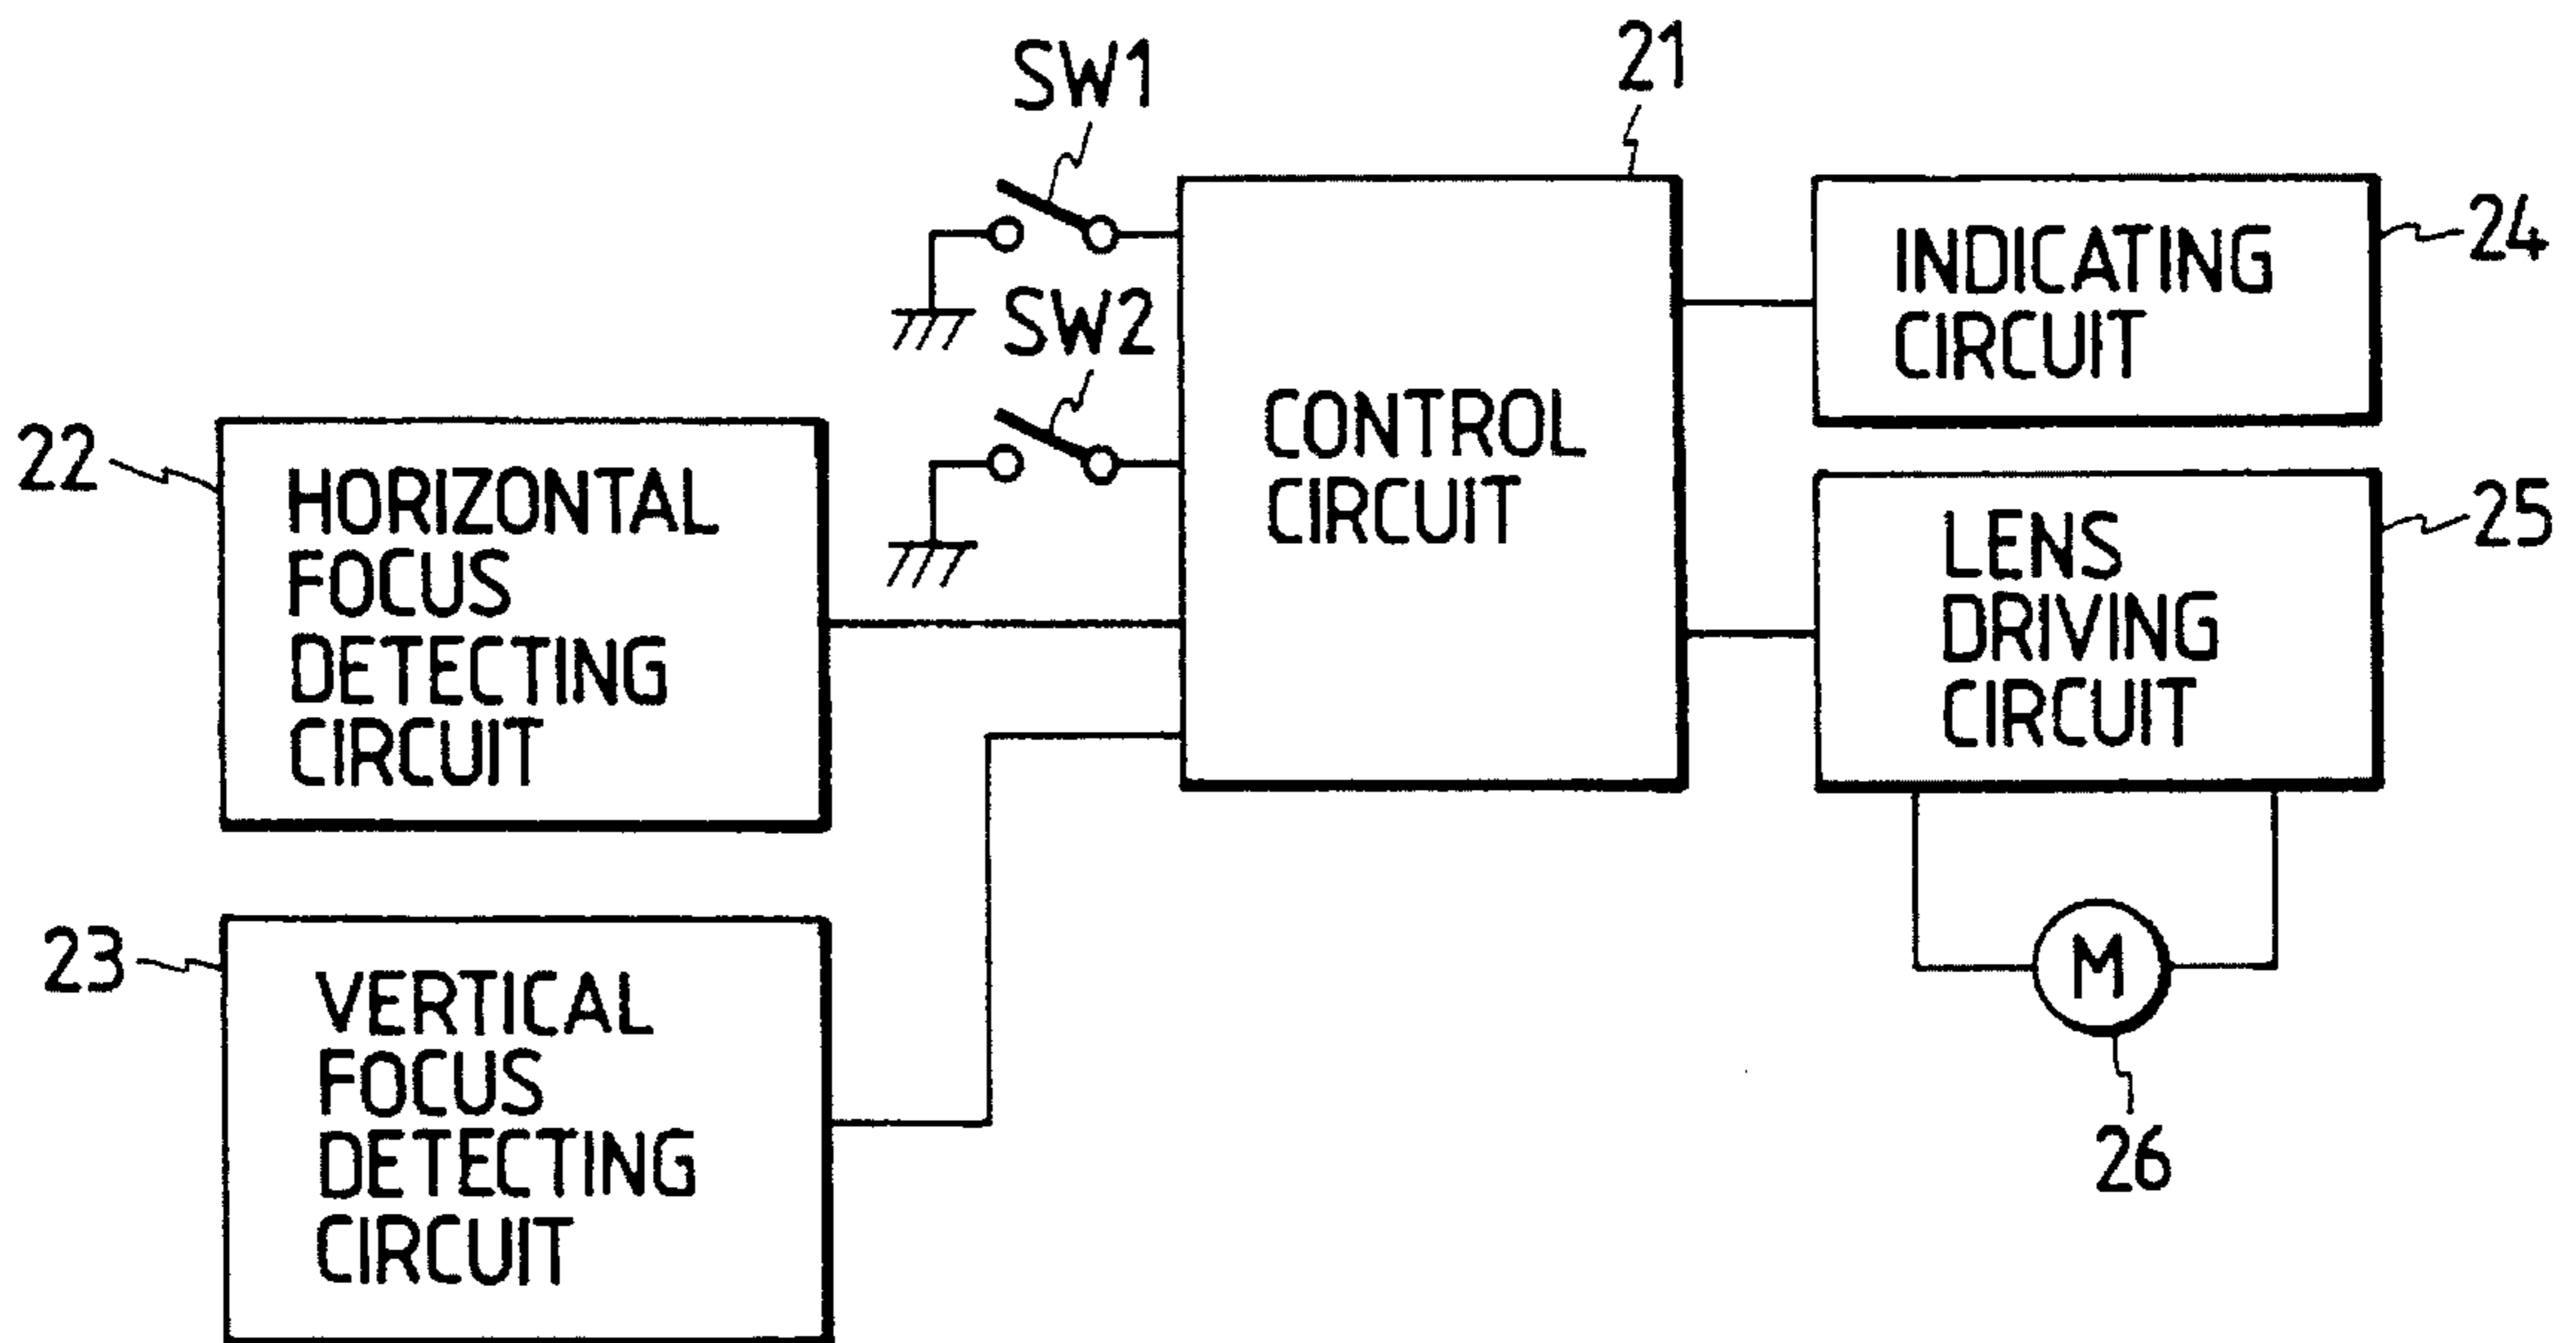 21
SW1
24
INDICATING
CIRCUIT
SW2
CONTROL
CIRCUIT
22
HORIZONTAL
FOCUS
DETECTING
CIRCUIT
25
LENS
DRIVING
CIRCUIT
23
VERTICAL
FOCUS
DETECTING
CIRCUIT
M
26